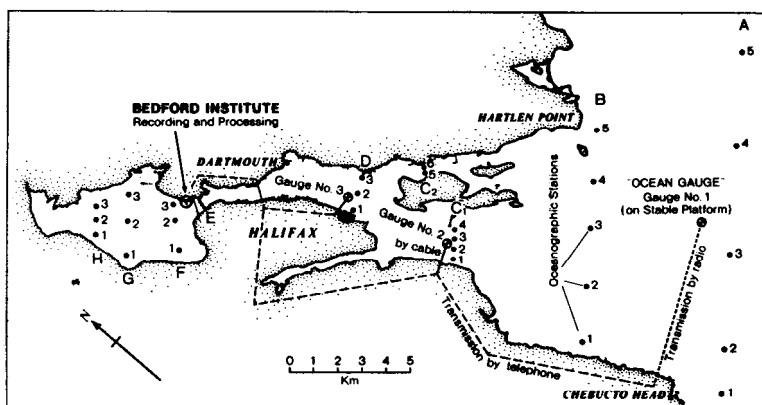 A
5
BEDFORD INSTITUTE
Recording and Processing
HARTLEN POINT
B
5
DARTMOUTH
D
3
Gauge No. 3
2
1
5
C2
C1
4
3
2
1
Gauge No. 2
by cable
4
4
"OCEAN GAUGE"
Gauge No. 1
(on Stable Platform)
3
2
1
3
2
1
3
2
1
H
G
F
E
HALIFAX
Oceanographic Stations
3
2
1
3
2
1
Transmission by radio
Transmission by telephone
CHEBUCTO HEAD
N
0 1 2 3 4 5
Km